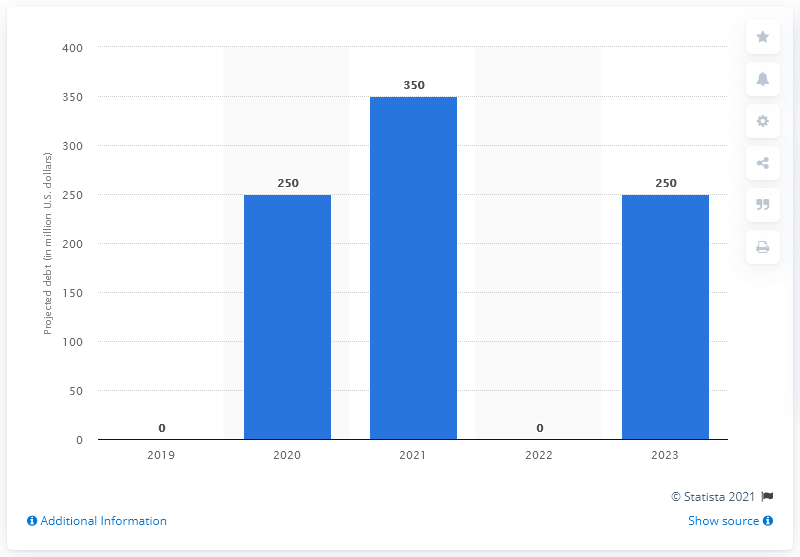 400
350
300
250
200
150
100
50
0
Projected debt (in million U.S. dollars)
0
250
350
0
250
2019 2020 2021 2022 2023
© Statista 2021
Additional Information
Show source